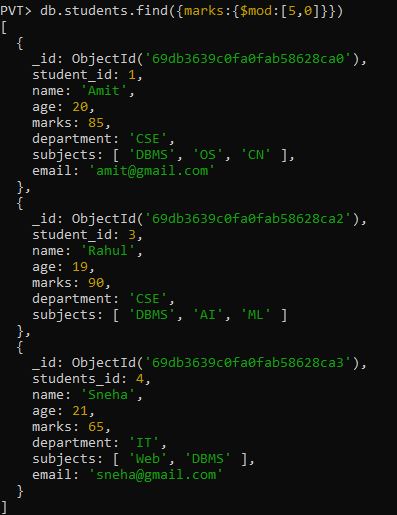 PVT> db.students.find({marks:{$mod:[5,0]}})
[
  {
    _id: ObjectId('69db3639c0fa0fab58628ca0'),
    student_id: 1,
    name: 'Amit',
    age: 20,
    marks: 85,
    department: 'CSE',
    subjects: [ 'DBMS', 'OS', 'CN' ],
    email: 'amit@gmail.com'
  },
  {
    _id: ObjectId('69db3639c0fa0fab58628ca2'),
    student_id: 3,
    name: 'Rahul',
    age: 19,
    marks: 90,
    department: 'CSE',
    subjects: [ 'DBMS', 'AI', 'ML' ]
  },
  {
    _id: ObjectId('69db3639c0fa0fab58628ca3'),
    students_id: 4,
    name: 'Sneha',
    age: 21,
    marks: 65,
    department: 'IT',
    subjects: [ 'Web', 'DBMS' ],
    email: 'sneha@gmail.com'
  }
]